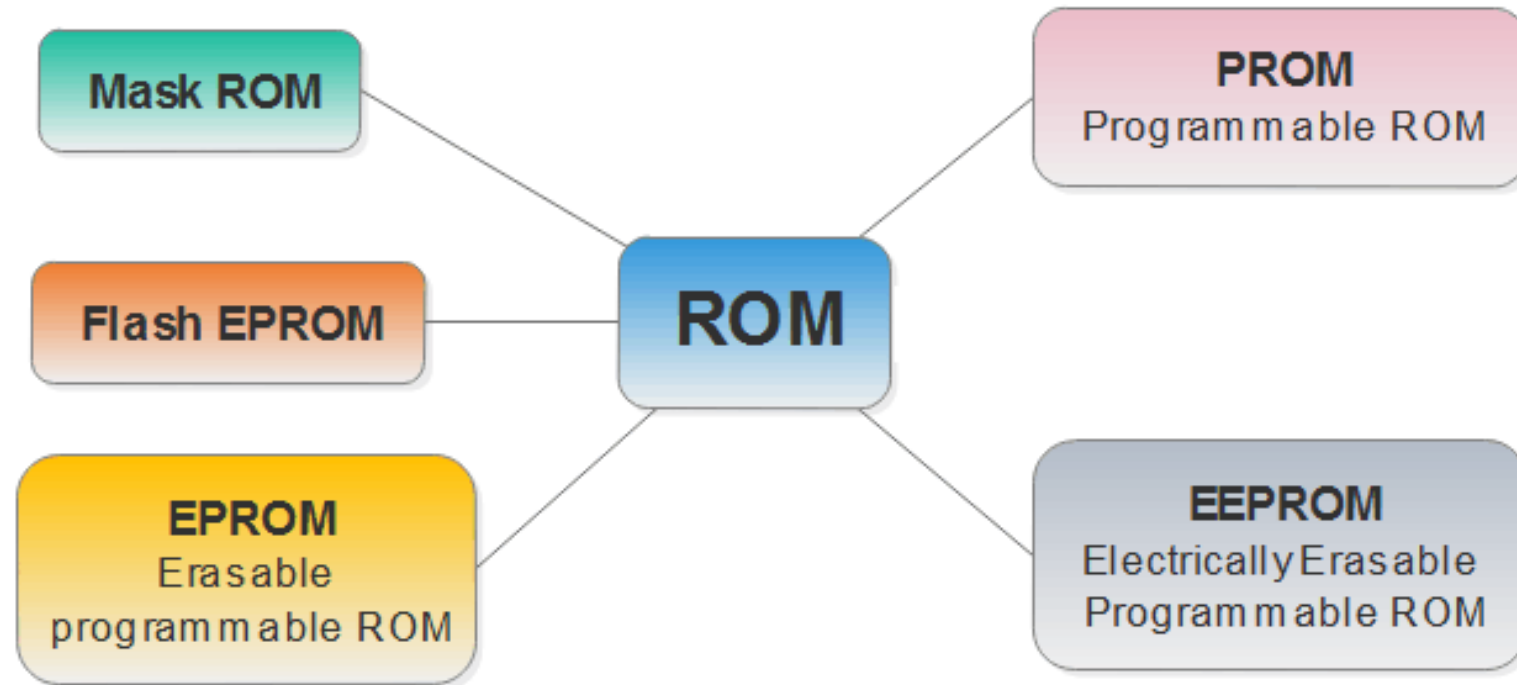 Mask ROM
PROM
Programmable ROM
Flash EPROM
ROM
EPROM
Erasable
programmable ROM
EEPROM
Electrically Erasable
Programmable ROM